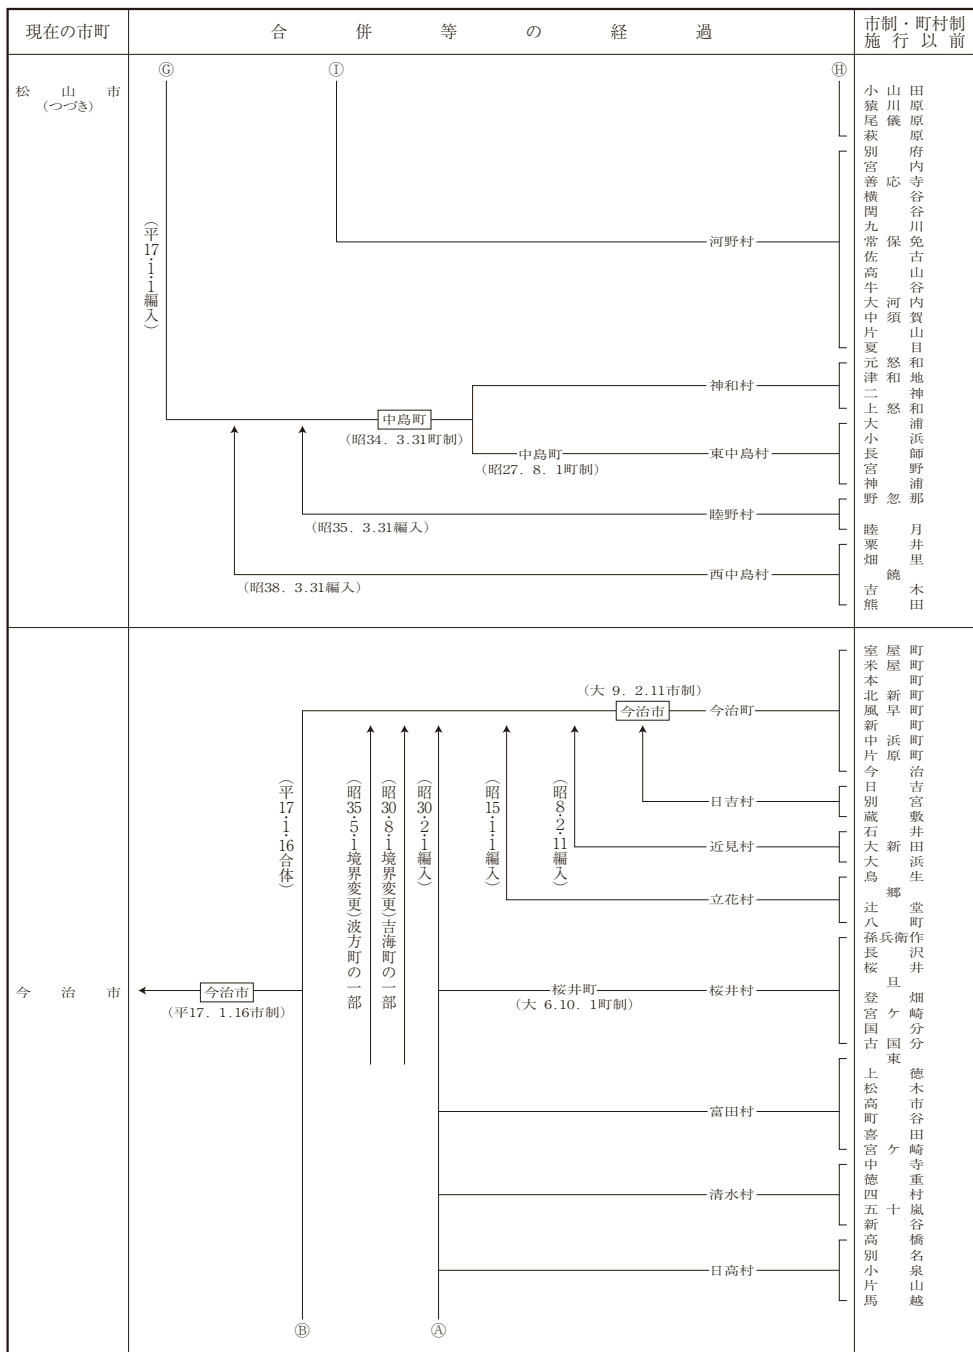 現在の市町
合併等の経過
市制・町村制
施行以前
Ⓖ
Ⓘ
Ⓗ
松山市
(つづき)
小山田
猿川原
尾儀原
萩原
別府
宮内
善応寺
横谷
閏谷
九川
常保免
佐古
高山
牛谷
大河内
中須賀
片山
夏目
河野村
(平17・1・1編入)
元怒和
津和地
二神
上怒和
神和村
中島町
(昭34. 3.31町制)
大浦
小浜
長師
宮野
神浦
中島町
東中島村
(昭27. 8. 1町制)
野忽那
睦月
睦野村
(昭35. 3.31編入)
粟井
畑里
饒
吉木
熊田
西中島村
(昭38. 3.31編入)
今治市
室屋町
米屋町
本町
北新町
風早町
新町
中浜町
片原町
今治
(大 9. 2.11市制)
今治市
今治町
日吉
別宮
蔵敷
日吉村
石井
大新田
大浜
近見村
鳥生
郷
辻堂
八町
立花村
(昭8・2・11編入)
(昭15・1・1編入)
(昭30・2・1編入)
(昭30・8・1境界変更)吉海町の一部
(昭35・5・1境界変更)波方町の一部
(平17・1・16合体)
今治市
(平17. 1.16市制)
孫兵衛作
長沢
桜井
旦
登畑
宮ケ崎
国分
古国分
桜井町
桜井村
(大 6.10. 1町制)
東
上徳
松木
高市
町谷
喜田
宮ケ崎
富田村
中寺
徳重
四村
五十嵐
新谷
清水村
高橋
別名
小泉
片山
馬越
日高村
Ⓑ
Ⓐ